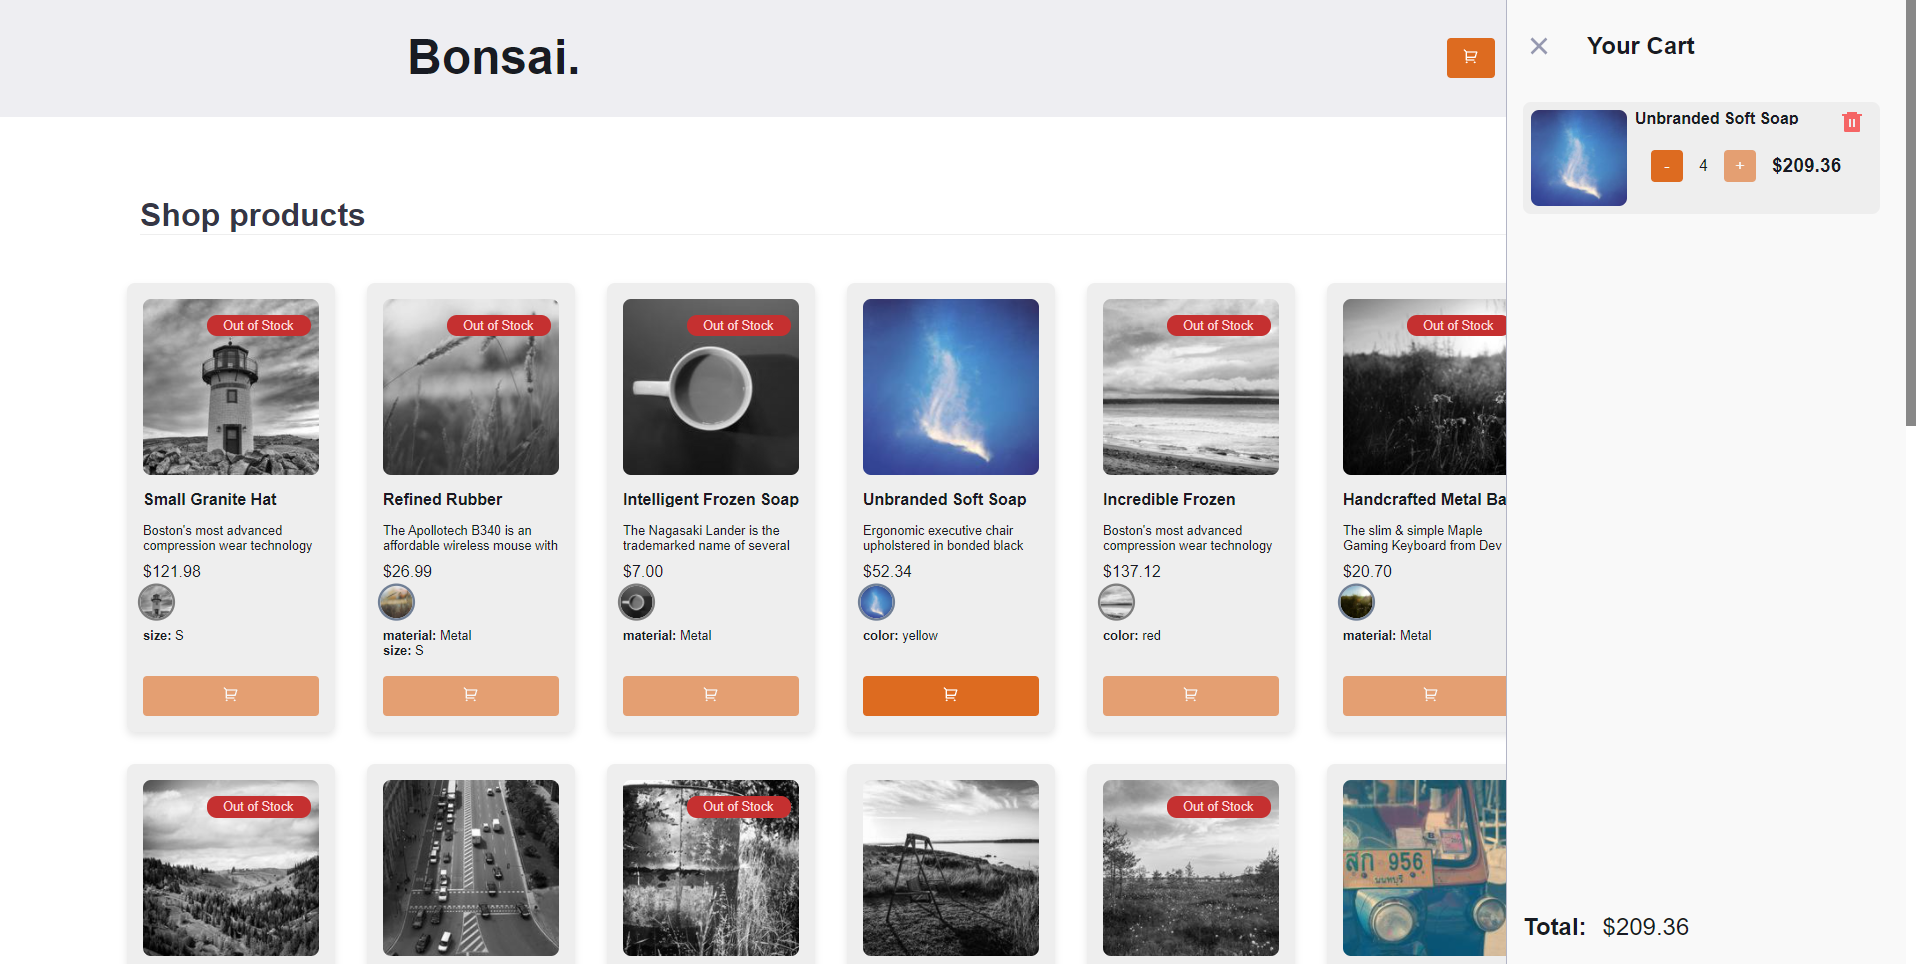 Bonsai.
Your Cart
Unbranded Soft Soap
- 4 + $209.36
Shop products
Out of Stock
Small Granite Hat
Boston's most advanced
compression wear technology
$121.98
size: S
Out of Stock
Refined Rubber
The Apollotech B340 is an
affordable wireless mouse with
$26.99
material: Metal
size: S
Out of Stock
Intelligent Frozen Soap
The Nagasaki Lander is the
trademarked name of several
$7.00
material: Metal
Unbranded Soft Soap
Ergonomic executive chair
upholstered in bonded black
$52.34
color: yellow
Out of Stock
Incredible Frozen
Boston's most advanced
compression wear technology
$137.12
color: red
Out of Stock
Handcrafted Metal Ba
The slim & simple Maple
Gaming Keyboard from Dev
$20.70
material: Metal
Out of Stock
Out of Stock
Out of Stock
สฎ 956
นนทบุรี
Total: $209.36